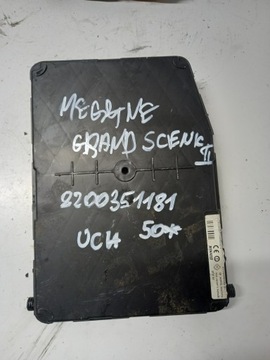 MEGANE
GRAND SCENIC II
8200351181
UCH 50*